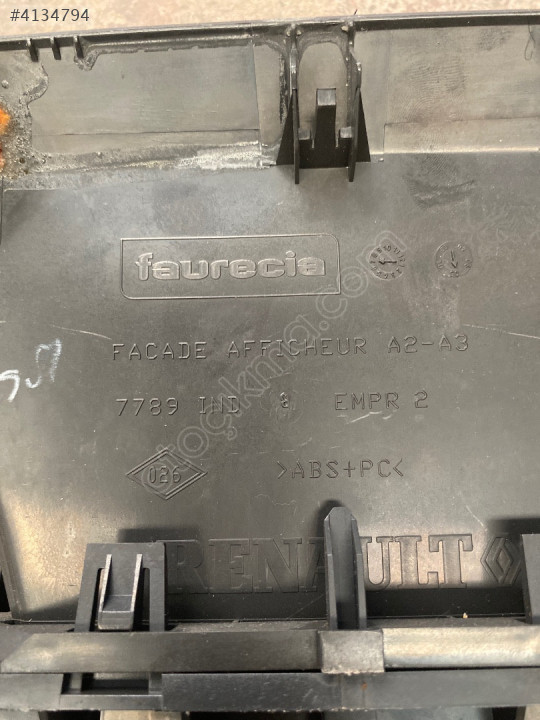 #4134794
faurecia
FACADE AFFICHEUR A2-A3
7789 IND 8 EMPR 2
026
>ABS+PC<
RENAULT